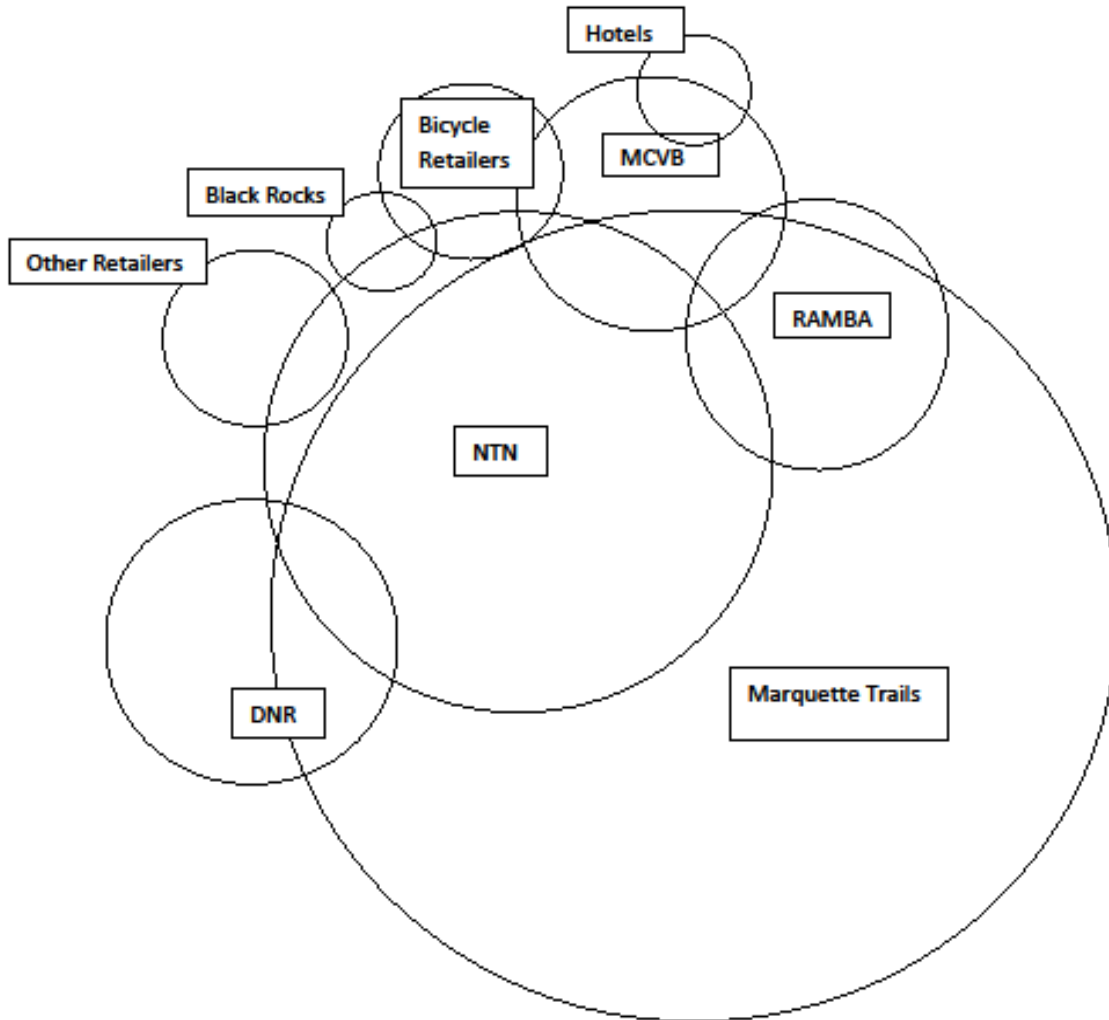 Hotels
Bicycle
Retailers
MCVB
Black Rocks
Other Retailers
RAMBA
NTN
Marquette Trails
DNR